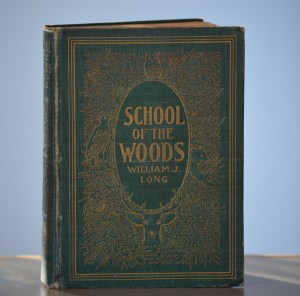 SCHOOL
OF THE
WOODS
WILLIAM J.
LONG